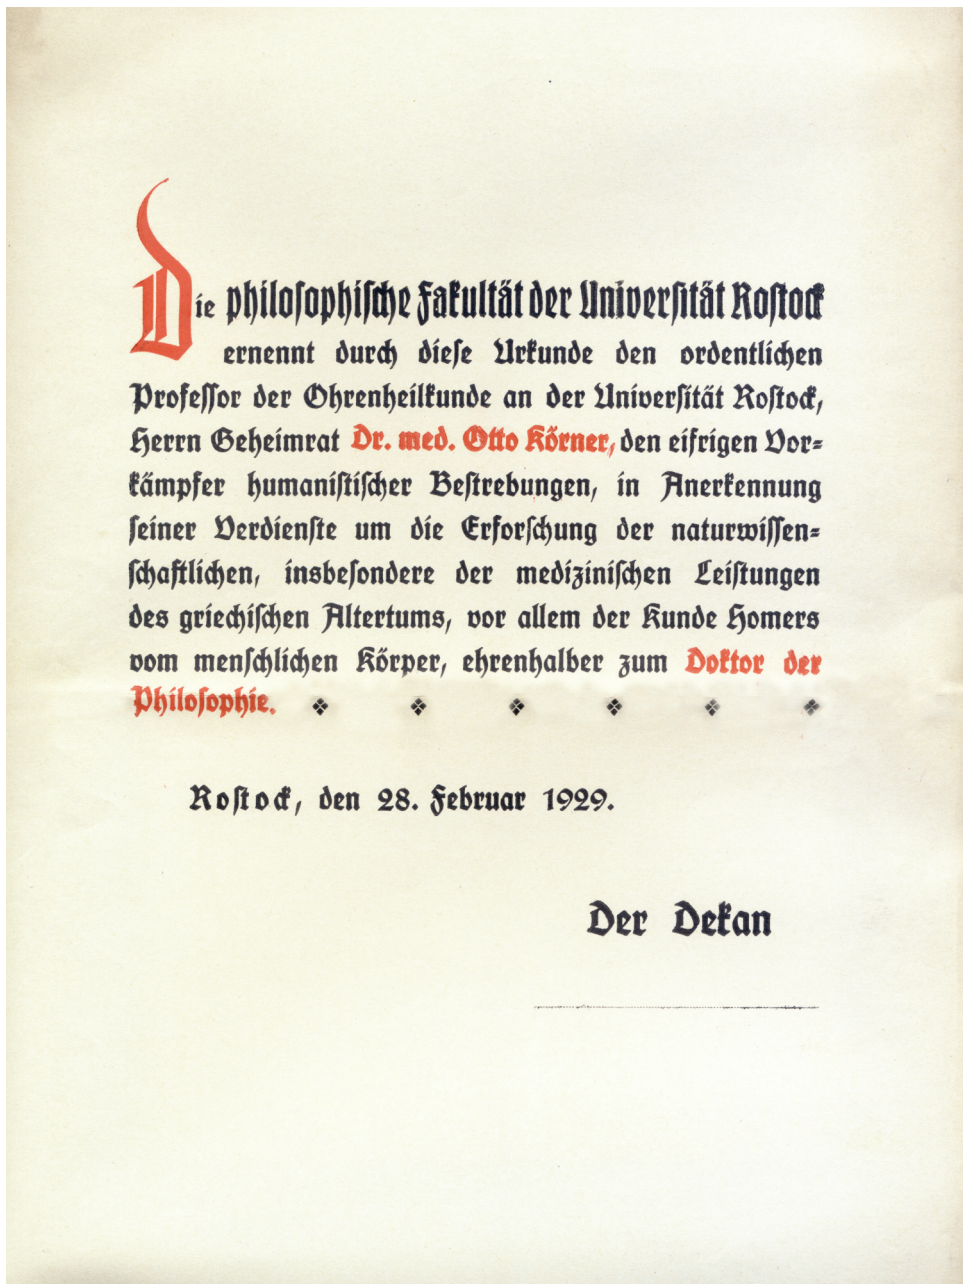 Die philosophische Fakultät der Universität Rostock
ernennt durch diese Urkunde den ordentlichen
Professor der Ohrenheilkunde an der Universität Rostock,
Herrn Geheimrat Dr. med. Otto Körner, den eifrigen Vor-
kämpfer humanistischer Bestrebungen, in Anerkennung
seiner Verdienste um die Erforschung der naturwissen-
schaftlichen, insbesondere der medizinischen Leistungen
des griechischen Altertums, vor allem der Kunde Homers
vom menschlichen Körper, ehrenhalber zum Doktor der
Philosophie.
Rostock, den 28. Februar 1929.
Der Dekan